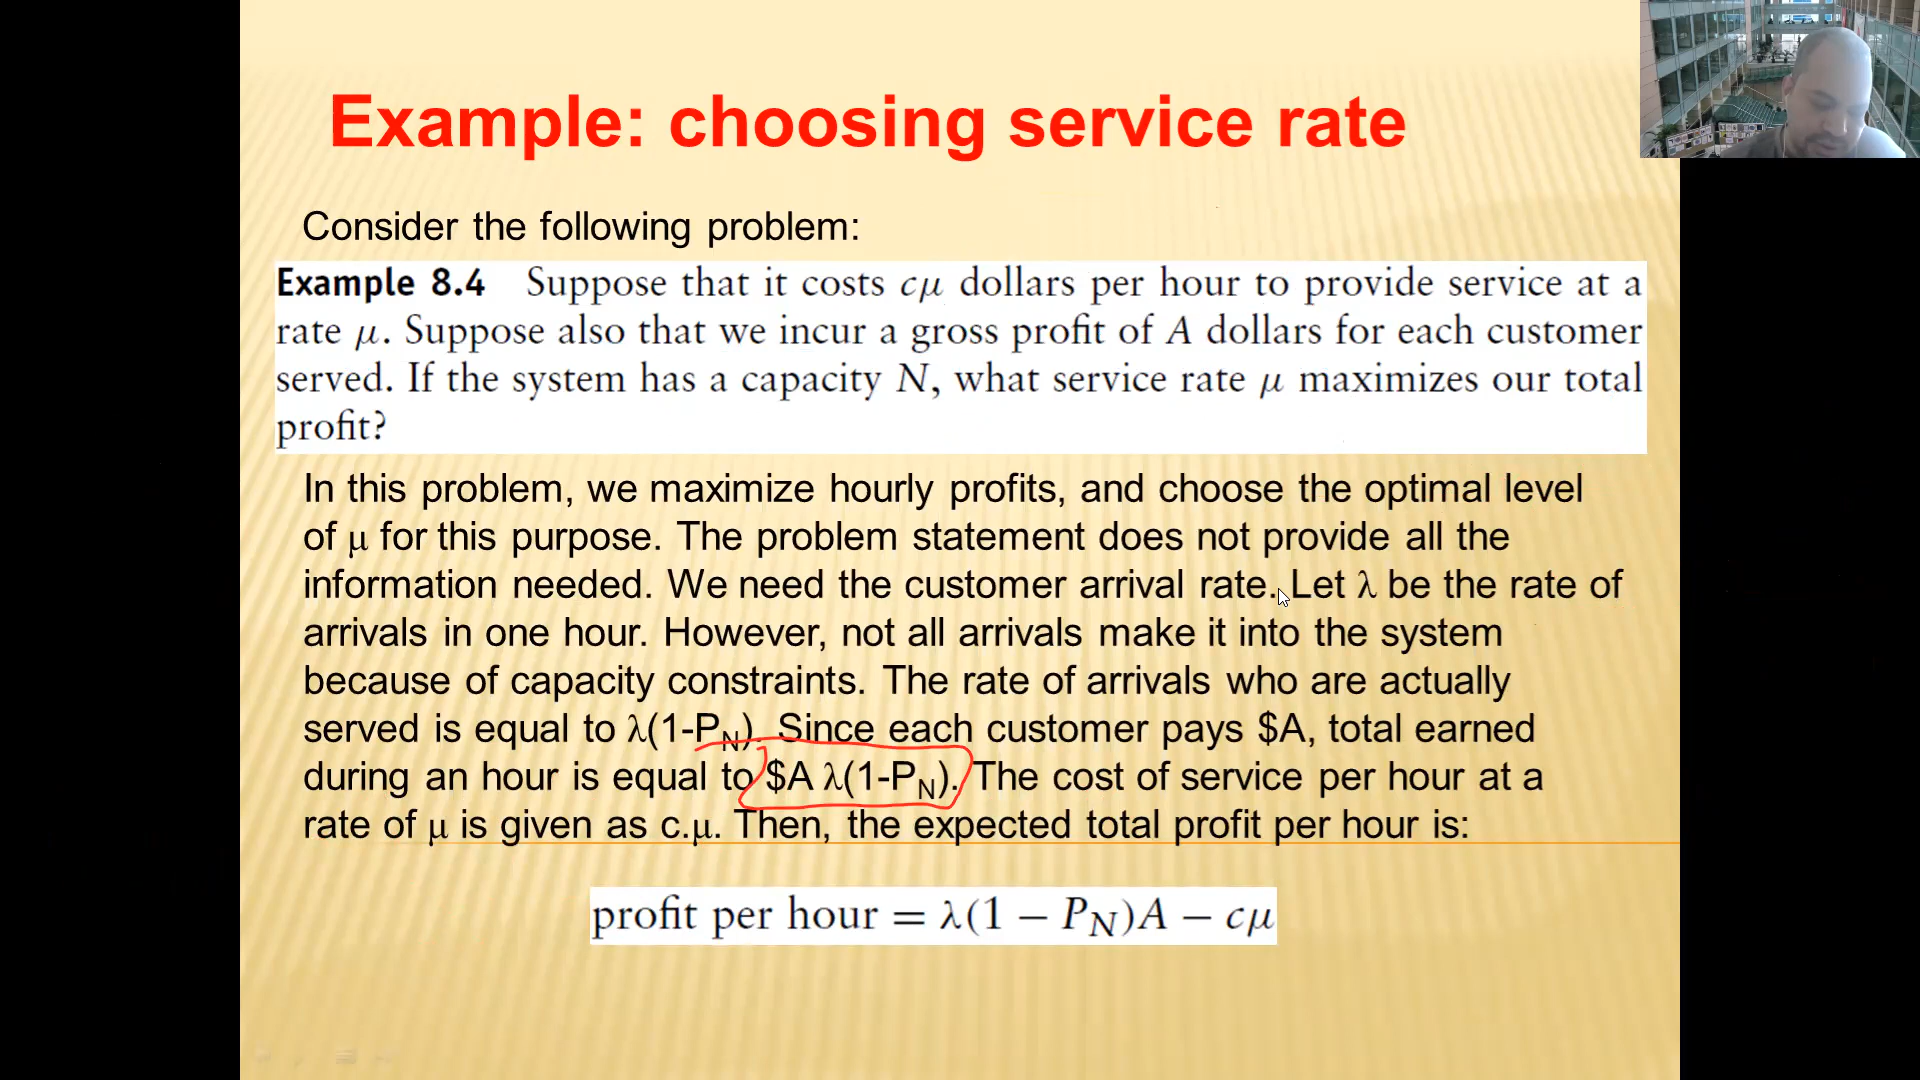 Example: choosing service rate
Consider the following problem:
Example 8.4 Suppose that it costs cμ dollars per hour to provide service at a
rate μ. Suppose also that we incur a gross profit of A dollars for each customer
served. If the system has a capacity N, what service rate μ maximizes our total
profit?
In this problem, we maximize hourly profits, and choose the optimal level
of μ for this purpose. The problem statement does not provide all the
information needed. We need the customer arrival rate. Let λ be the rate of
arrivals in one hour. However, not all arrivals make it into the system
because of capacity constraints. The rate of arrivals who are actually
served is equal to λ(1-P_N). Since each customer pays $A, total earned
during an hour is equal to $A λ(1-P_N). The cost of service per hour at a
rate of μ is given as c.μ. Then, the expected total profit per hour is:
profit per hour = λ(1 − P_N)A − cμ